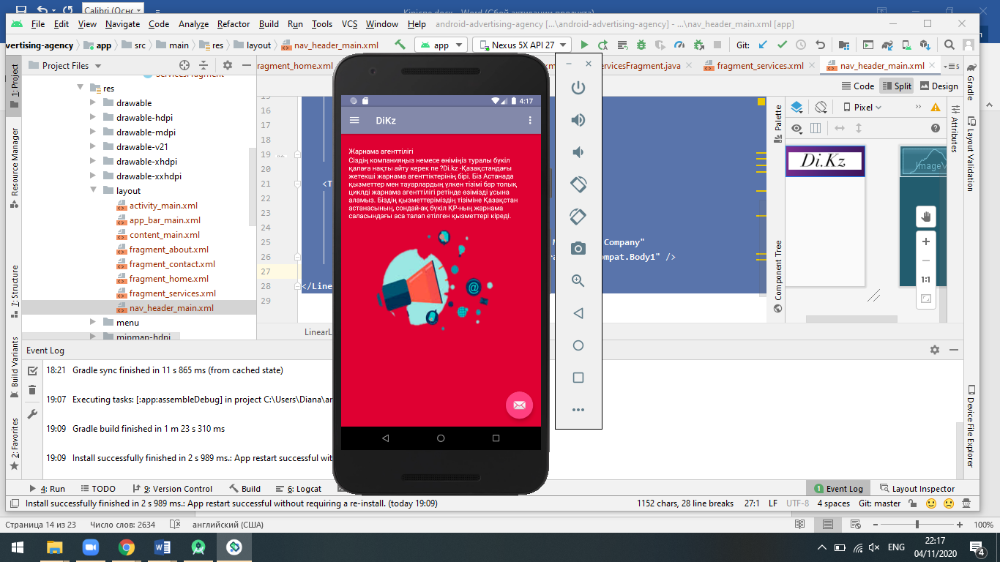 Calibri (Осно
Kipicne.docx - Word (Сбой активации продукта)
File Edit View Navigate Code Analyze Refactor Build Run Tools VCS Window Help android-advertising-agency [...\android-advertising-agency] - ...\nav_header_main.xml [app]
vertising-agency app src main res layout nav_header_main.xml app Nexus 5X API 27 Git:
Project Files ragment_home.xml xm ervicesFragment.java fragment_services.xml nav_header_main.xml
Code Split Design
1: Project
Resource Manager
7: Structure
Build Variants
2: Favorites
ServicesFragment
res
drawable
drawable-hdpi
drawable-mdpi
drawable-v21
drawable-xhdpi
drawable-xxhdpi
layout
activity_main.xml
app_bar_main.xml
content_main.xml
fragment_about.xml
fragment_contact.xml
fragment_home.xml
fragment_services.xml
nav_header_main.xml
menu
mipmap-hdpi
15
16
17
18
19
20
21 <T
22
23
24
25 Company"
26 ompat.Body1" />
27
28 </Line
29
LinearL
4:17
DiKz
Жарнама агенттілігі
Сіздің компанияңыз немесе өніміңіз туралы бүкіл
қалаға нақты айту керек пе ?Di.kz -Қазақстандағы
жетекші жарнама агенттіктерінің бірі. Біз Астанада
қызметтер мен тауарлардың үлкен тізімі бар толық
циклді жарнама агенттілігі ретінде өзімізді ұсына
аламыз. Біздің қызметтеріміздің тізіміне Қазақстан
астанасының, сондай-ақ бүкіл ҚР-ның жарнама
саласындағы аса талап етілген қызметтері кіреді.
@
Palette
Component Tree
Pixel
Di.Kz
ImageV
1:1
Attributes
Gradle
Layout Validation
Device File Explorer
Event Log
18:21 Gradle sync finished in 11 s 865 ms (from cached state)
19:07 Executing tasks: [:app:assembleDebug] in project C:\Users\Diana\an
19:09 Gradle build finished in 1 m 23 s 310 ms
19:09 Install successfully finished in 2 s 989 ms.: App restart successful wit
4: Run TODO 9: Version Control Build 6: Logcat 1 Event Log Layout Inspector
Install successfully finished in 2 s 989 ms.: App restart successful without requiring a re-install. (today 19:09) 1152 chars, 28 line breaks 27:1 LF UTF-8 4 spaces Git: master
Страница 14 из 23 Число слов: 2634 английский (США) 100%
ENG 22:17
04/11/2020 4